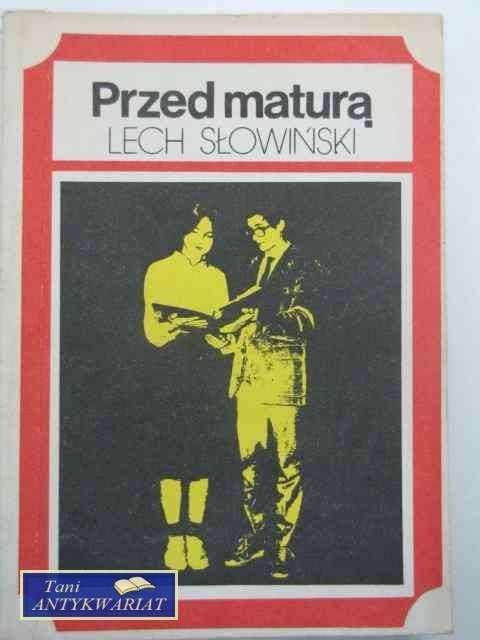 Przed maturą
LECH SŁOWIŃSKI
Tani
ANTYKWARIAT